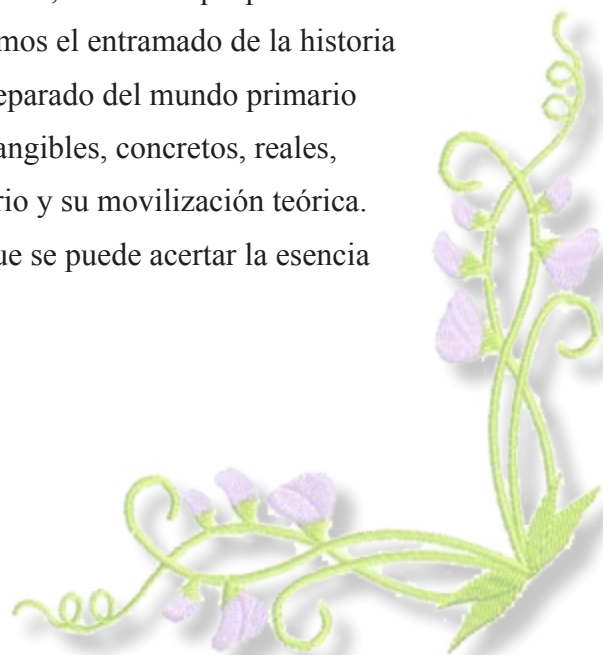 mos el entramado de la historia
eparado del mundo primario
angibles, concretos, reales,
rio y su movilización teórica.
ue se puede acertar la esencia